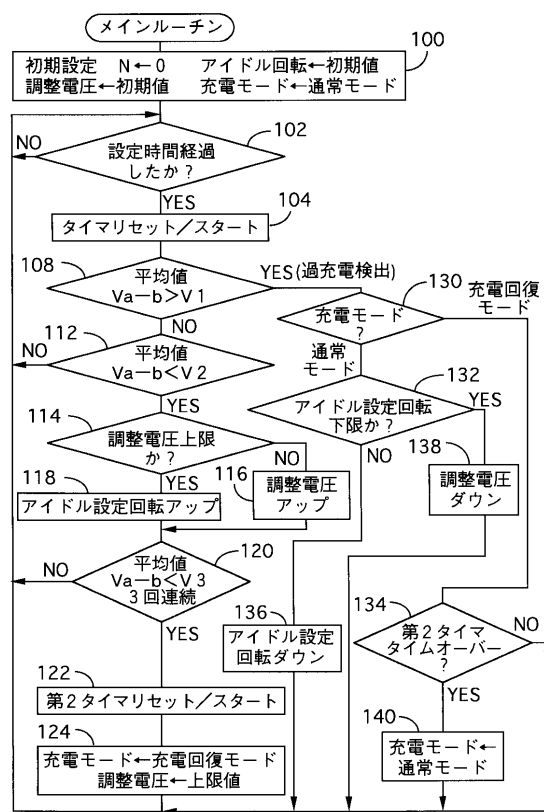 メインルーチン
100
初期設定 N←0 アイドル回転←初期値
調整電圧←初期値 充電モード←通常モード
102
NO
設定時間経過
したか?
YES
104
タイマリセット/スタート
108
平均値
Va−b>V1
YES(過充電検出)
NO
130
充電モード
?
充電回復
モード
通常
モード
112
NO
平均値
Va−b<V2
YES
132
アイドル設定回転
下限か?
YES
NO
114
調整電圧上限
か?
YES
NO
138
調整電圧
ダウン
118
アイドル設定回転アップ
116
調整電圧
アップ
120
NO
平均値
Va−b<V3
3回連続
YES
136
アイドル設定
回転ダウン
134
NO
第2タイマ
タイムオーバー
?
YES
122
第2タイマリセット/スタート
124
充電モード←充電回復モード
調整電圧←上限値
140
充電モード←
通常モード